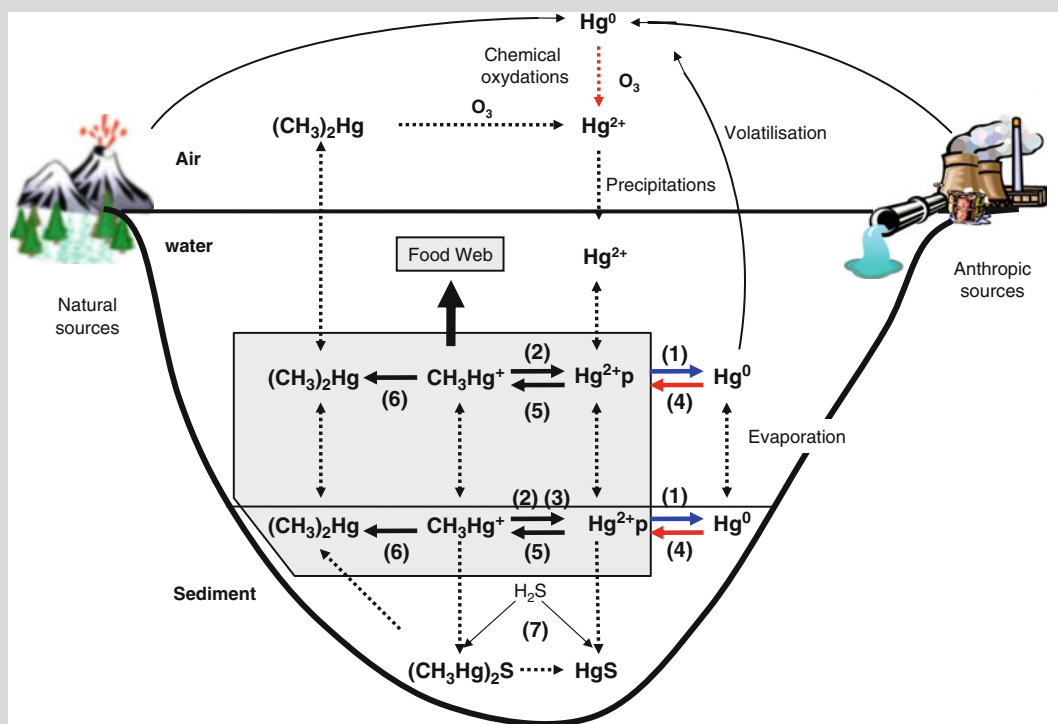 Hg⁰
Chemical
oxydations
O₃
(CH₃)₂Hg
O₃
Hg²⁺
Air
Volatilisation
Precipitations
water
Food Web
Hg²⁺
Natural
sources
Anthropic
sources
(CH₃)₂Hg
(6)
CH₃Hg⁺
(2)
(5)
Hg²⁺p
(1)
(4)
Hg⁰
Evaporation
(CH₃)₂Hg
(6)
CH₃Hg⁺
(2) (3)
(5)
Hg²⁺p
(1)
(4)
Hg⁰
Sediment
H₂S
(7)
(CH₃Hg)₂S
HgS